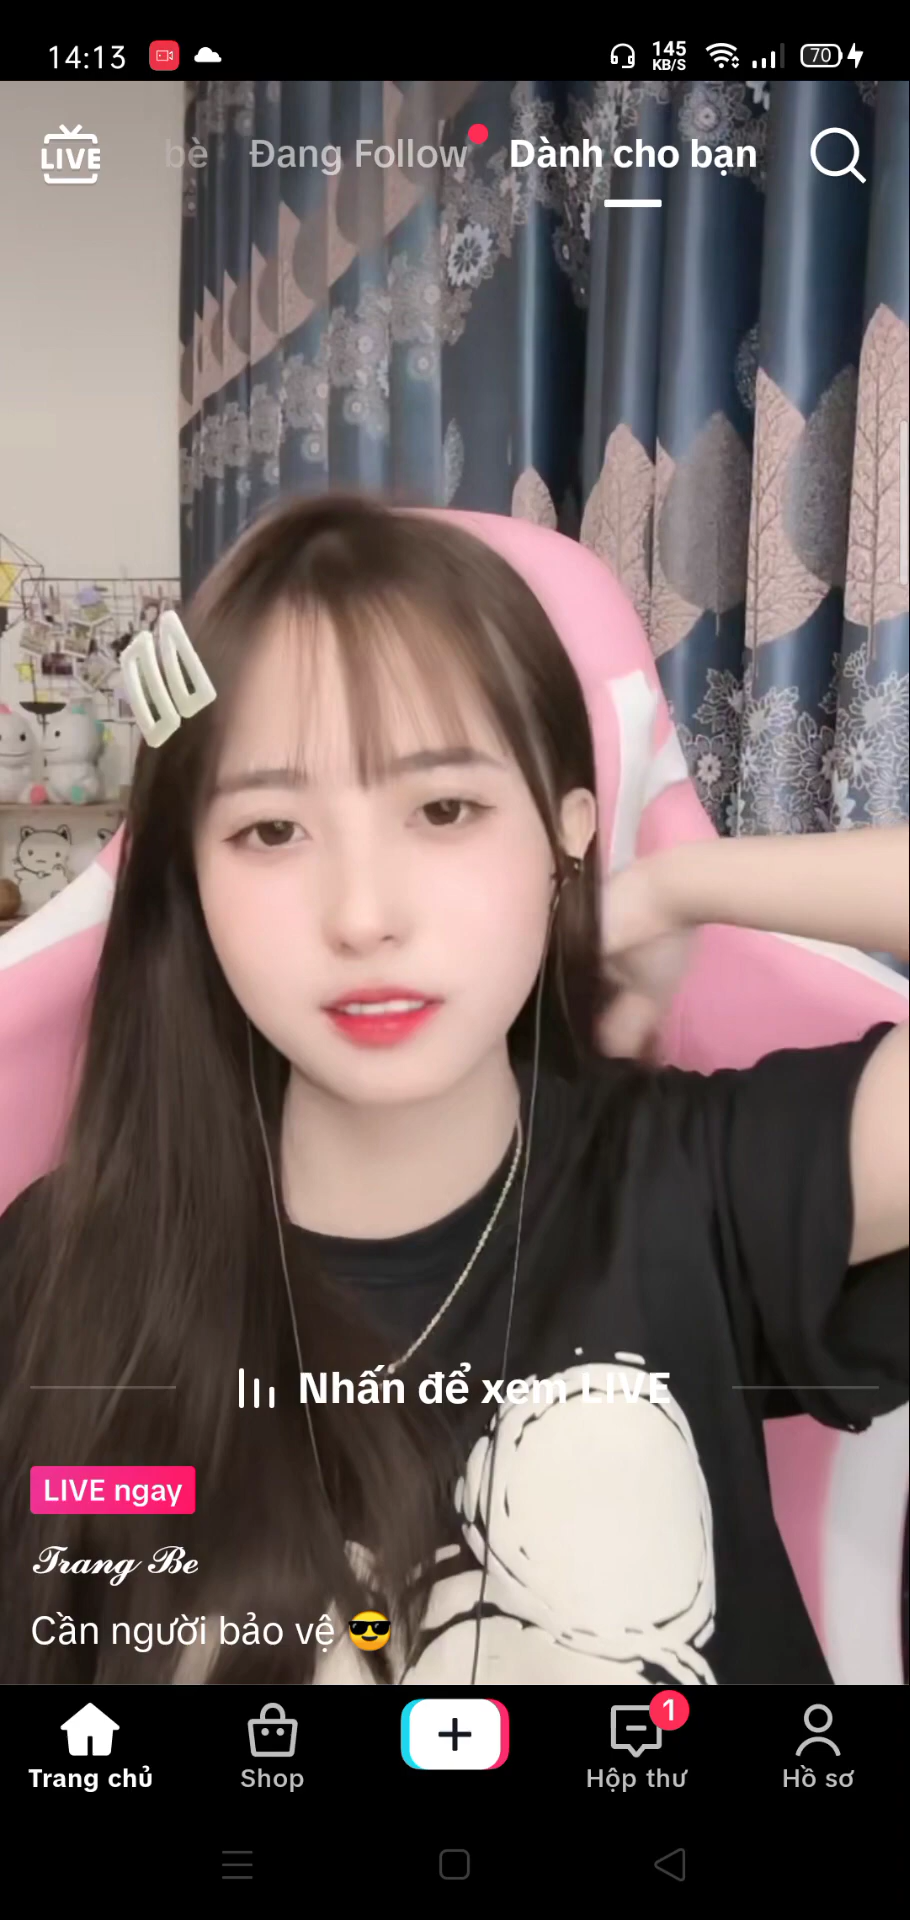 14:13 145 KB/S 70
LIVE bè Đang Follow Dành cho bạn
Nhấn để xem LIVE
LIVE ngay
𝒯𝓇𝒶𝓃𝑔 ℬℯ
Cần người bảo vệ 😎
1
Trang chủ Shop Hộp thư Hồ sơ